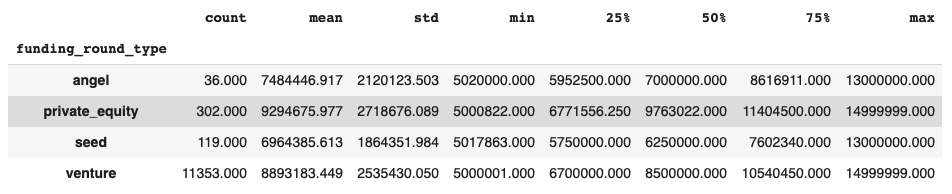 count mean std min 25% 50% 75% max
funding_round_type
angel 36.000 7484446.917 2120123.503 5020000.000 5952500.000 7000000.000 8616911.000 13000000.000
private_equity 302.000 9294675.977 2718676.089 5000822.000 6771556.250 9763022.000 11404500.000 14999999.000
seed 119.000 6964385.613 1864351.984 5017863.000 5750000.000 6250000.000 7602340.000 13000000.000
venture 11353.000 8893183.449 2535430.050 5000001.000 6700000.000 8500000.000 10540450.000 14999999.000